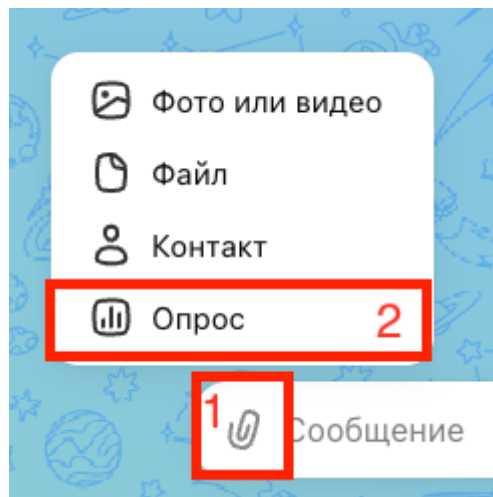 Фото или видео
Файл
Контакт
Опрос 2
1 Сообщение